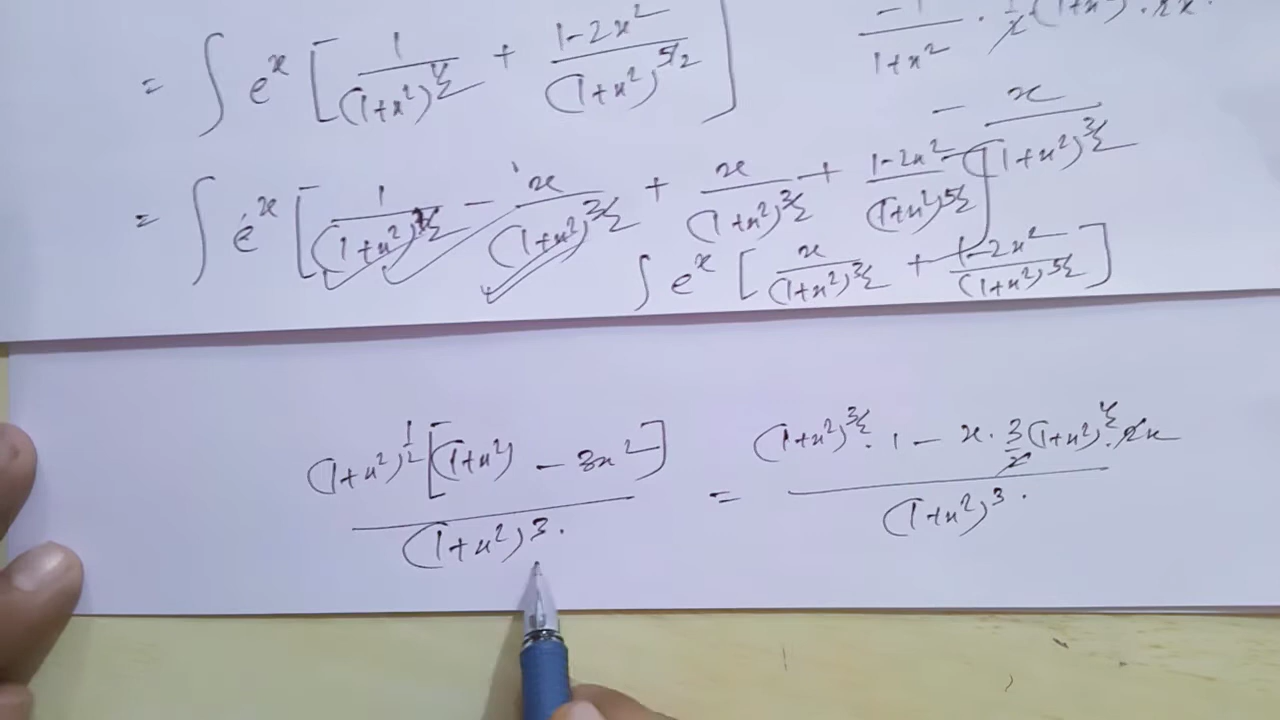 = ∫ e^x [ 1/(1+x²)^½ + (1-2x²)/(1+x²)^5/2 ]
-1/(1+x²) ·
- x/(1+x²)^3/2
= ∫ e^x [ 1/(1+x²)^½ - x/(1+x²)^3/2 + x/(1+x²)^3/2 + (1-2x²)/(1+x²)^5/2 ]
∫ e^x [ x/(1+x²)^3/2 + (1-2x²)/(1+x²)^5/2 ]
(1+x²)^½ [(1+x²) - 3x²] / (1+x²)^3 . = (1+x²)^3/2 . 1 - x . 3/2 (1+x²)^½ . 2x / (1+x²)^3 .